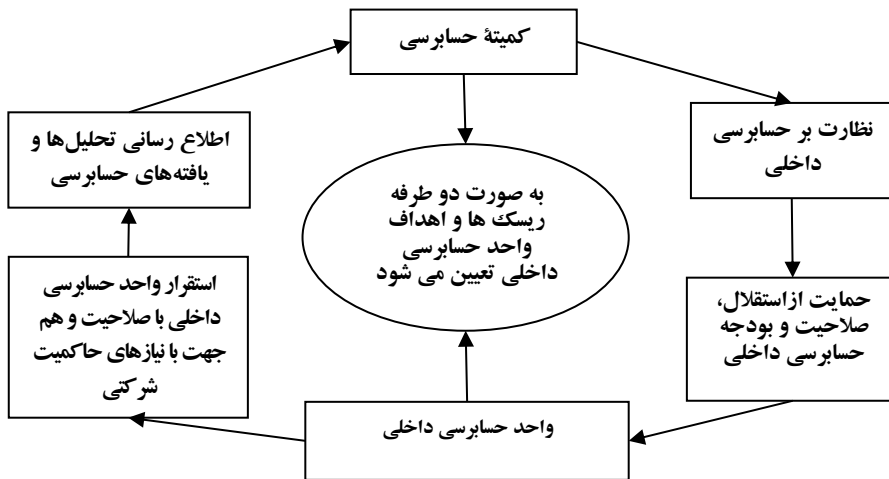 کمیتهٔ حسابرسی
نظارت بر حسابرسی
داخلی
اطلاع رسانی تحلیل‌ها و
یافته‌های حسابرسی
به صورت دو طرفه
ریسک ها و اهداف
واحد حسابرسی
داخلی تعیین می شود
حمایت ازاستقلال،
صلاحیت و بودجه
حسابرسی داخلی
استقرار واحد حسابرسی
داخلی با صلاحیت و هم
جهت با نیازهای حاکمیت
شرکتی
واحد حسابرسی داخلی